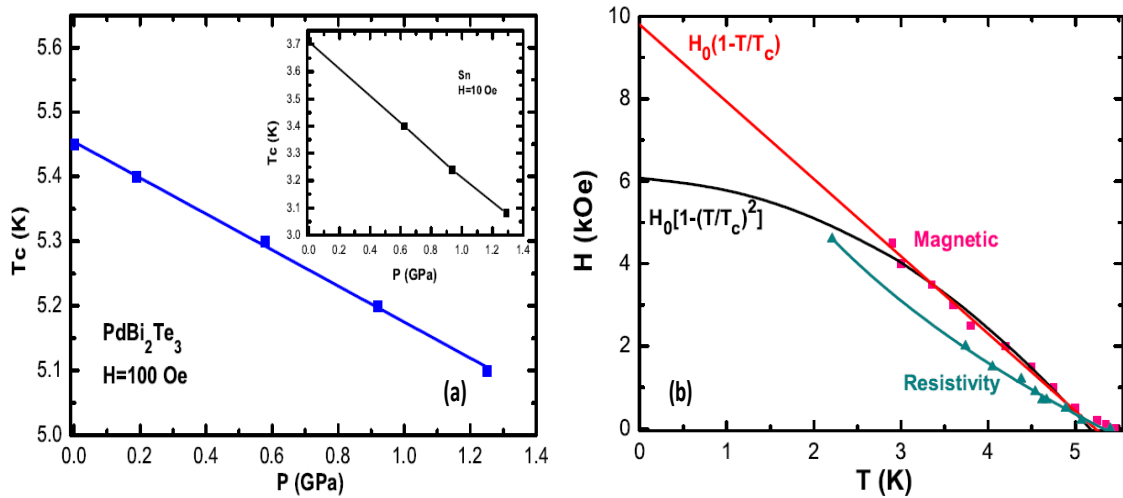 5.6
5.5
5.4
5.3
5.2
5.1
5.0
Tc (K)
0.0 0.2 0.4 0.6 0.8 1.0 1.2 1.4
P (GPa)
PdBi₂Te₃
H=100 Oe
(a)
3.7
3.6
3.5
3.4
3.3
3.2
3.1
3.0
Tc (K)
0.0 0.2 0.4 0.6 0.8 1.0 1.2 1.4
P (GPa)
Sn
H=10 Oe
10
8
6
4
2
0
H (kOe)
0 1 2 3 4 5
T (K)
H₀(1-T/T_c)
H₀[1-(T/T_c)²]
Magnetic
Resistivity
(b)